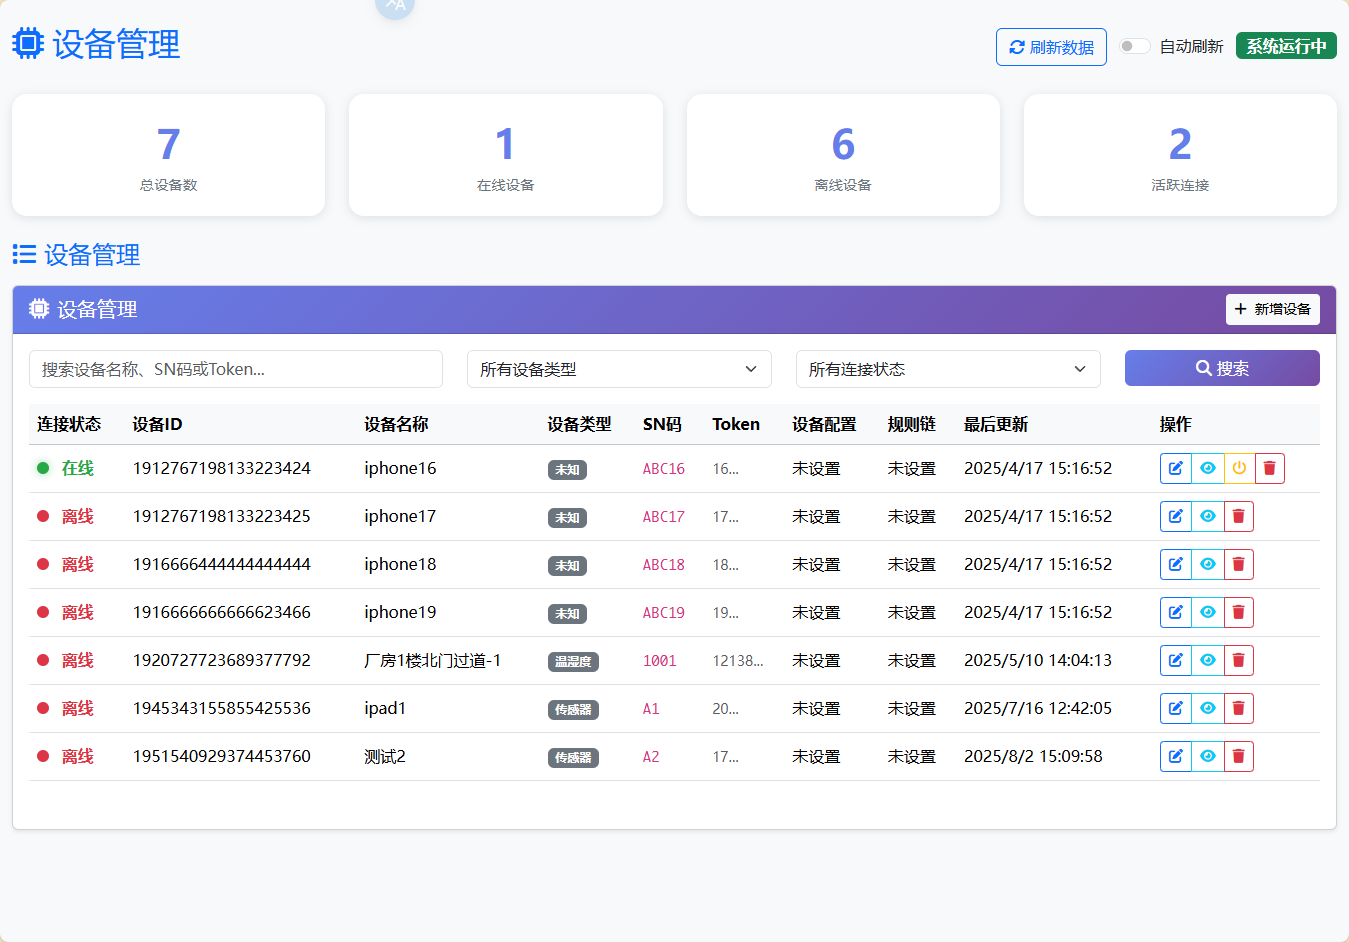 设备管理
刷新数据 自动刷新 系统运行中
7 1 6 2
总设备数 在线设备 离线设备 活跃连接
设备管理
设备管理 新增设备
搜索设备名称、SN码或Token... 所有设备类型 所有连接状态 搜索
连接状态 设备ID 设备名称 设备类型 SN码 Token 设备配置 规则链 最后更新 操作
在线 1912767198133223424 iphone16 未知 ABC16 16... 未设置 未设置 2025/4/17 15:16:52
离线 1912767198133223425 iphone17 未知 ABC17 17... 未设置 未设置 2025/4/17 15:16:52
离线 1916666444444444444 iphone18 未知 ABC18 18... 未设置 未设置 2025/4/17 15:16:52
离线 1916666666666623466 iphone19 未知 ABC19 19... 未设置 未设置 2025/4/17 15:16:52
离线 1920727723689377792 厂房1楼北门过道-1 温湿度 1001 12138... 未设置 未设置 2025/5/10 14:04:13
离线 1945343155855425536 ipad1 传感器 A1 20... 未设置 未设置 2025/7/16 12:42:05
离线 1951540929374453760 测试2 传感器 A2 17... 未设置 未设置 2025/8/2 15:09:58